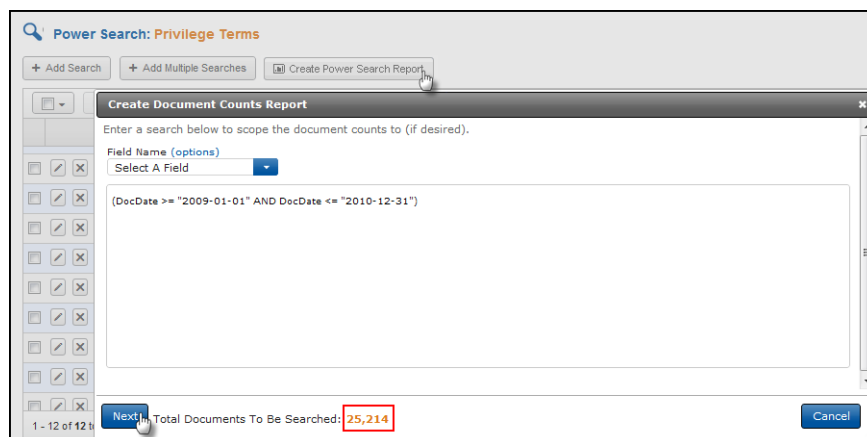 Power Search: Privilege Terms
+ Add Search
+ Add Multiple Searches
Create Power Search Report
Create Document Counts Report
Enter a search below to scope the document counts to (if desired).
Field Name (options)
Select A Field
(DocDate >= "2009-01-01" AND DocDate <= "2010-12-31")
Next Total Documents To Be Searched: 25,214
Cancel
1 - 12 of 12